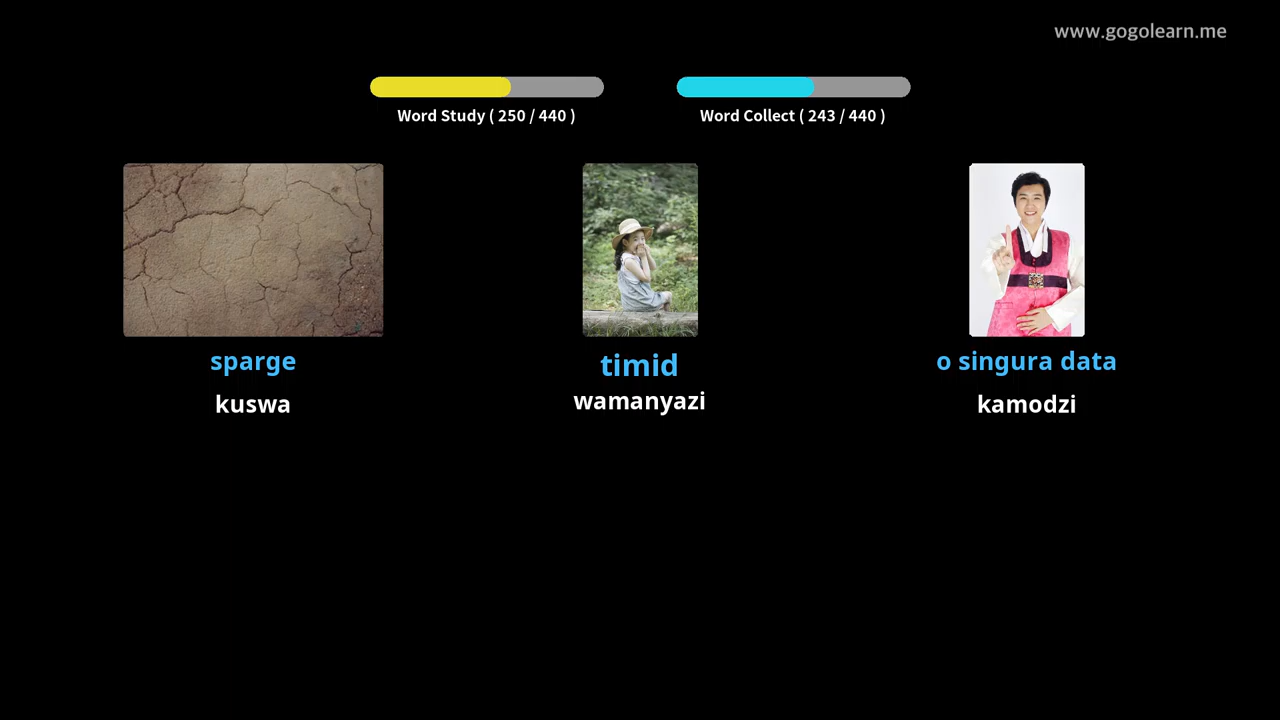 www.gogolearn.me
Word Study ( 250 / 440 )
Word Collect ( 243 / 440 )
sparge
timid
o singura data
kuswa
wamanyazi
kamodzi